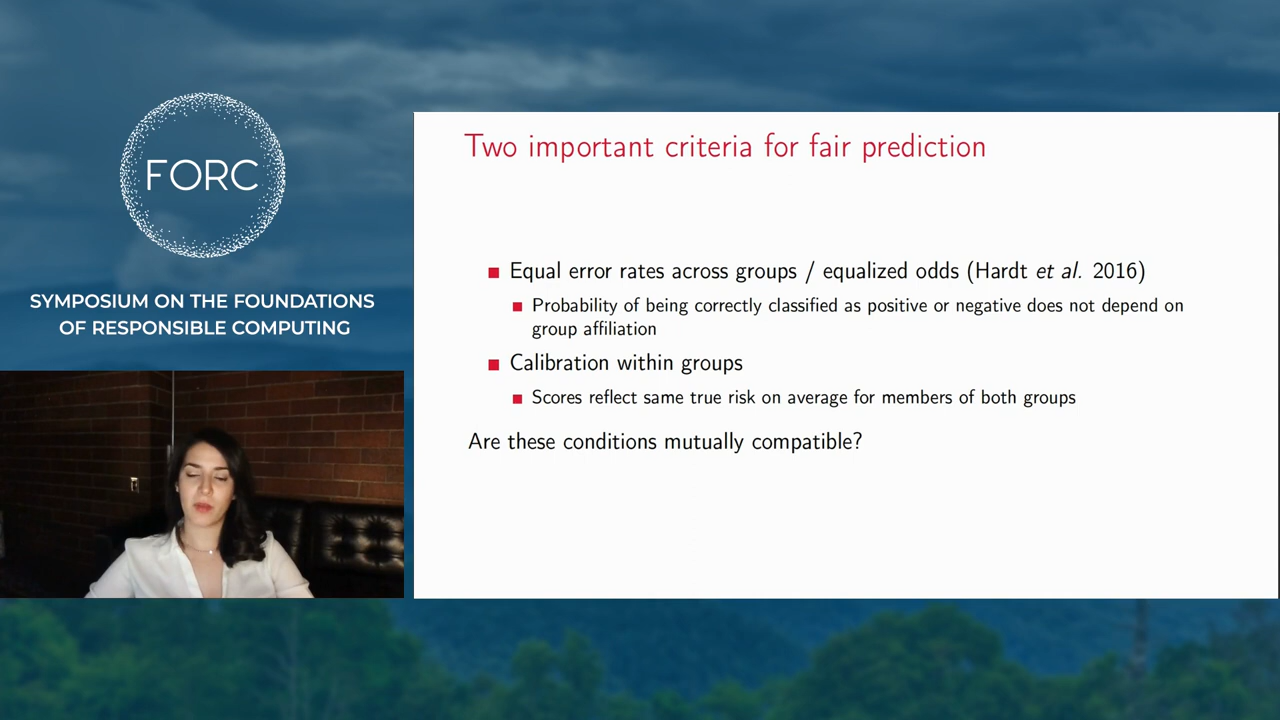 FORC
SYMPOSIUM ON THE FOUNDATIONS
OF RESPONSIBLE COMPUTING
Two important criteria for fair prediction
Equal error rates across groups / equalized odds (Hardt et al. 2016)
Probability of being correctly classified as positive or negative does not depend on
group affiliation
Calibration within groups
Scores reflect same true risk on average for members of both groups
Are these conditions mutually compatible?